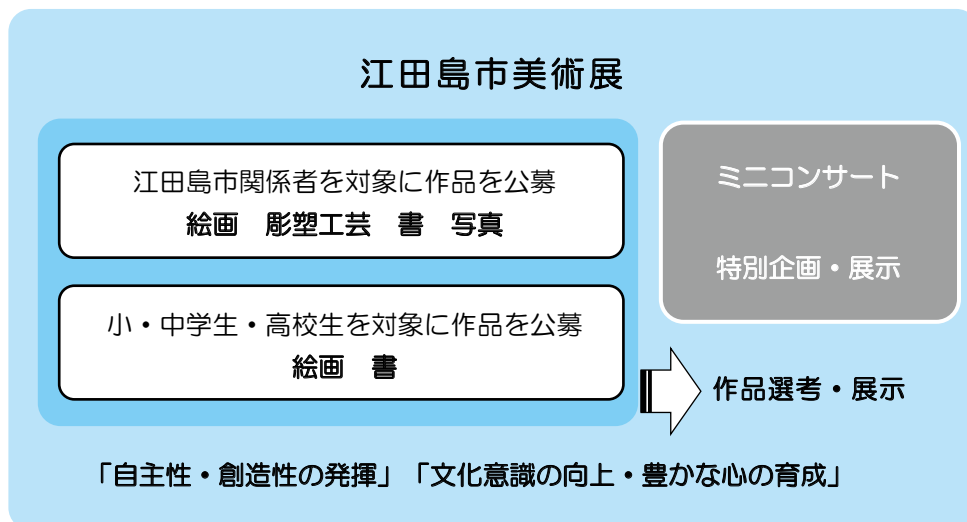 江田島市美術展
江田島市関係者を対象に作品を公募
絵画　彫塑工芸　書　写真
小・中学生・高校生を対象に作品を公募
絵画　書
ミニコンサート
特別企画・展示
作品選考・展示
「自主性・創造性の発揮」「文化意識の向上・豊かな心の育成」